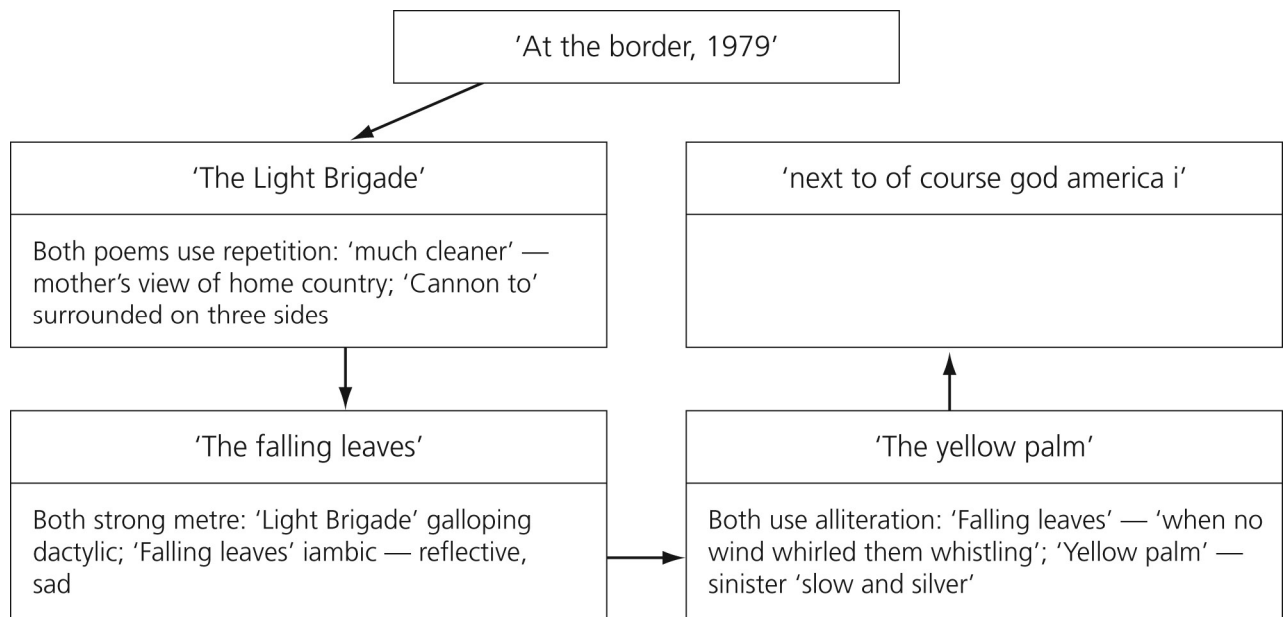 ‘At the border, 1979’
‘The Light Brigade’
Both poems use repetition: ‘much cleaner’ —
mother’s view of home country; ‘Cannon to’
surrounded on three sides
‘The falling leaves’
Both strong metre: ‘Light Brigade’ galloping
dactylic; ‘Falling leaves’ iambic — reflective,
sad
‘The yellow palm’
Both use alliteration: ‘Falling leaves’ — ‘when no
wind whirled them whistling’; ‘Yellow palm’ —
sinister ‘slow and silver’
‘next to of course god america i’